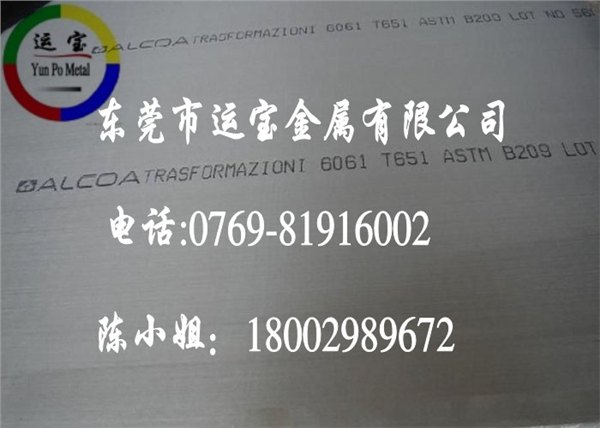 运 宝
Yun Po Metal
ALCOA TRASFORMAZIONI 6061 T651 ASTM B209 LOT NO 568
东莞市运宝金属有限公司
ALCOA TRASFORMAZIONI 6061 T651 ASTM B209 LOT
电话:0769-81916002
陈小姐：18002989672